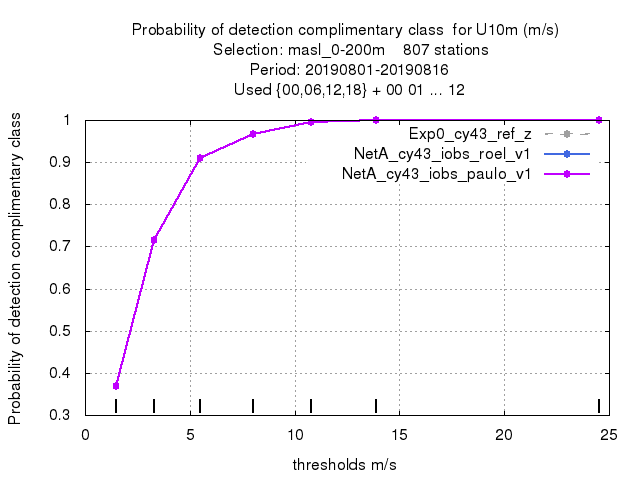 Probability of detection complimentary class for U10m (m/s)
Selection: masl_0-200m 807 stations
Period: 20190801-20190816
Used {00,06,12,18} + 00 01 ... 12
Probability of detection complimentary class
1
0.9
0.8
0.7
0.6
0.5
0.4
0.3
Exp0_cy43_ref_z
NetA_cy43_iobs_roel_v1
NetA_cy43_iobs_paulo_v1
0 5 10 15 20 25
thresholds m/s